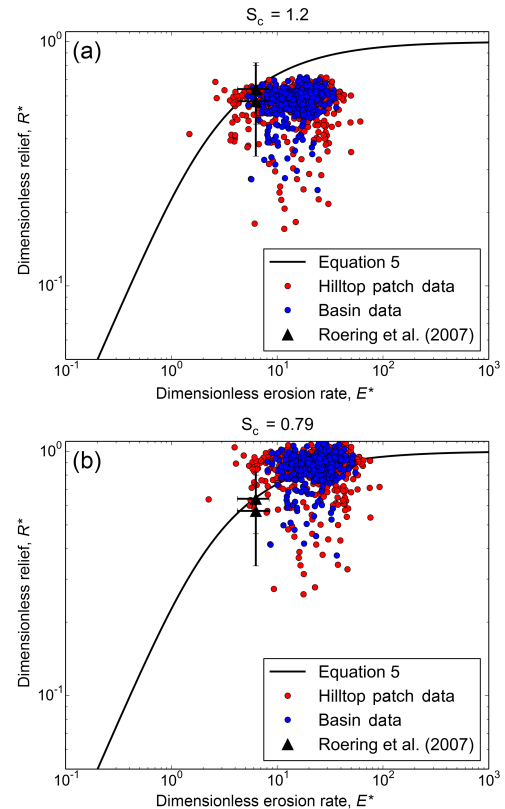 S_c = 1.2
(a)
10^0
10^-1
Dimensionless relief, R*
Equation 5
Hilltop patch data
Basin data
Roering et al. (2007)
10^-1 10^0 10^1 10^2 10^3
Dimensionless erosion rate, E*
S_c = 0.79
(b)
10^0
10^-1
Dimensionless relief, R*
Equation 5
Hilltop patch data
Basin data
Roering et al. (2007)
10^-1 10^0 10^1 10^2 10^3
Dimensionless erosion rate, E*